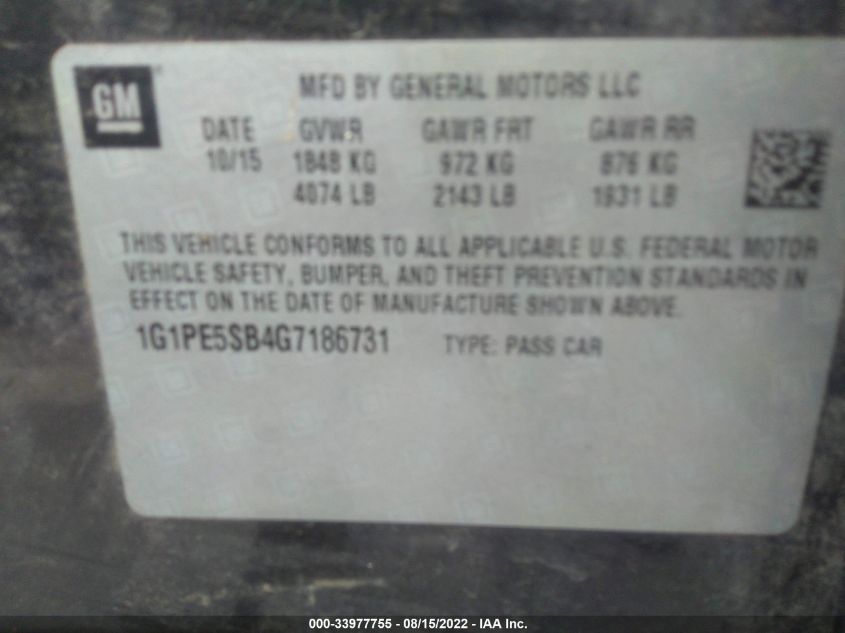 GM
MFD BY GENERAL MOTORS LLC
DATE GVWR GAWR FRT GAWR RR
10/15 1848 KG 972 KG 876 KG
4074 LB 2143 LB 1931 LB
THIS VEHICLE CONFORMS TO ALL APPLICABLE U.S. FEDERAL MOTOR
VEHICLE SAFETY, BUMPER, AND THEFT PREVENTION STANDARDS IN
EFFECT ON THE DATE OF MANUFACTURE SHOWN ABOVE.
1G1PE5SB4G7186731 TYPE: PASS CAR
000-33977755 - 08/15/2022 - IAA Inc.